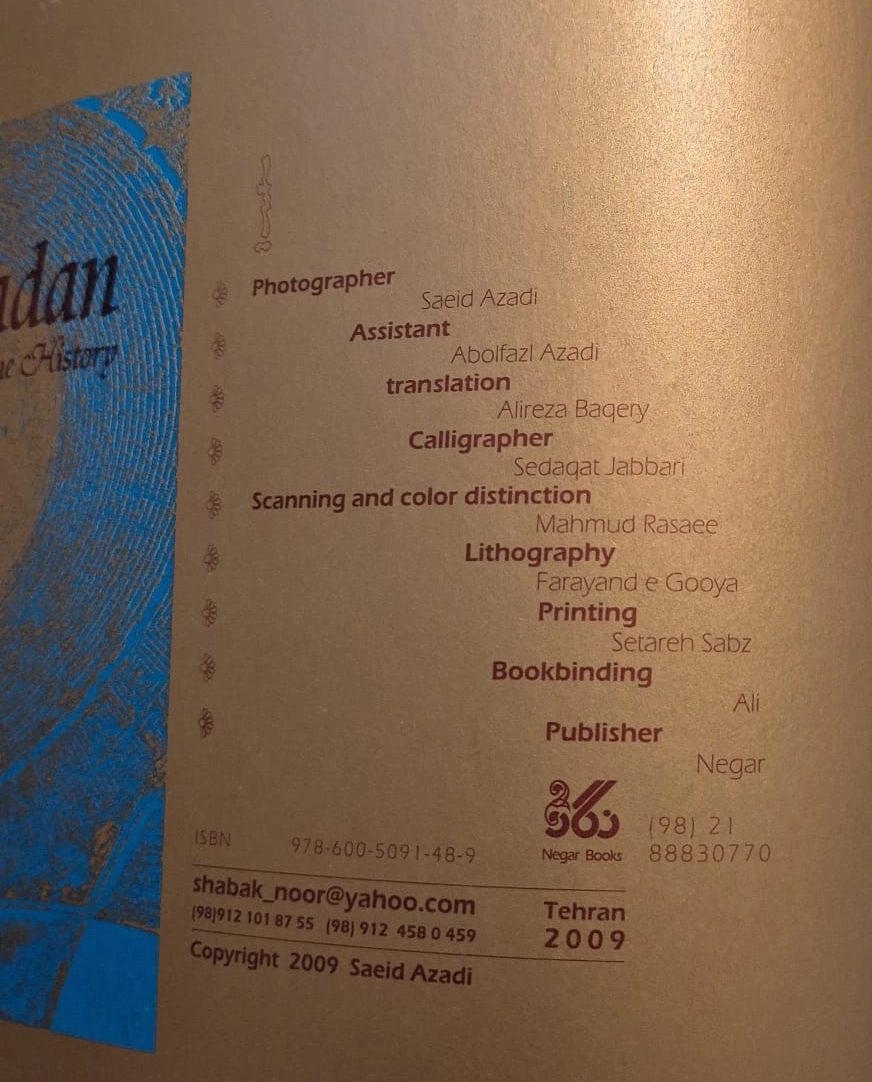 adan
e History
Photographer
Saeid Azadi
Assistant
Abolfazl Azadi
translation
Alireza Baqery
Calligrapher
Sedaqat Jabbari
Scanning and color distinction
Mahmud Rasaee
Lithography
Farayand e Gooya
Printing
Setareh Sabz
Bookbinding
Ali
Publisher
Negar
ISBN 978-600-5091-48-9
Negar Books
(98) 21
88830770
shabak_noor@yahoo.com
(98)912 101 87 55 (98) 912 458 0 459
Tehran
2009
Copyright 2009 Saeid Azadi